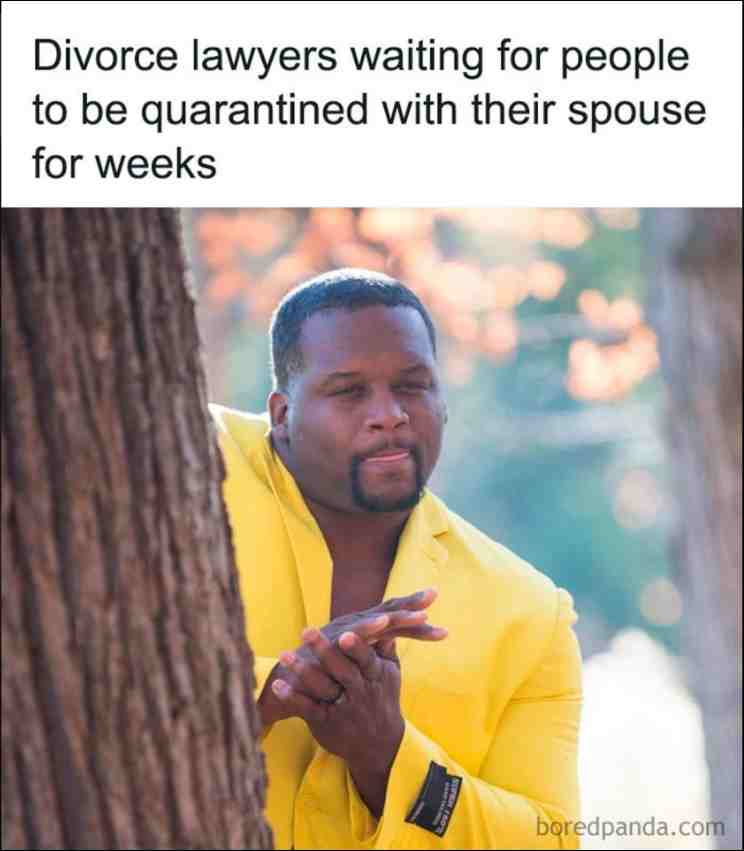 Divorce lawyers waiting for people
to be quarantined with their spouse
for weeks
boredpanda.com